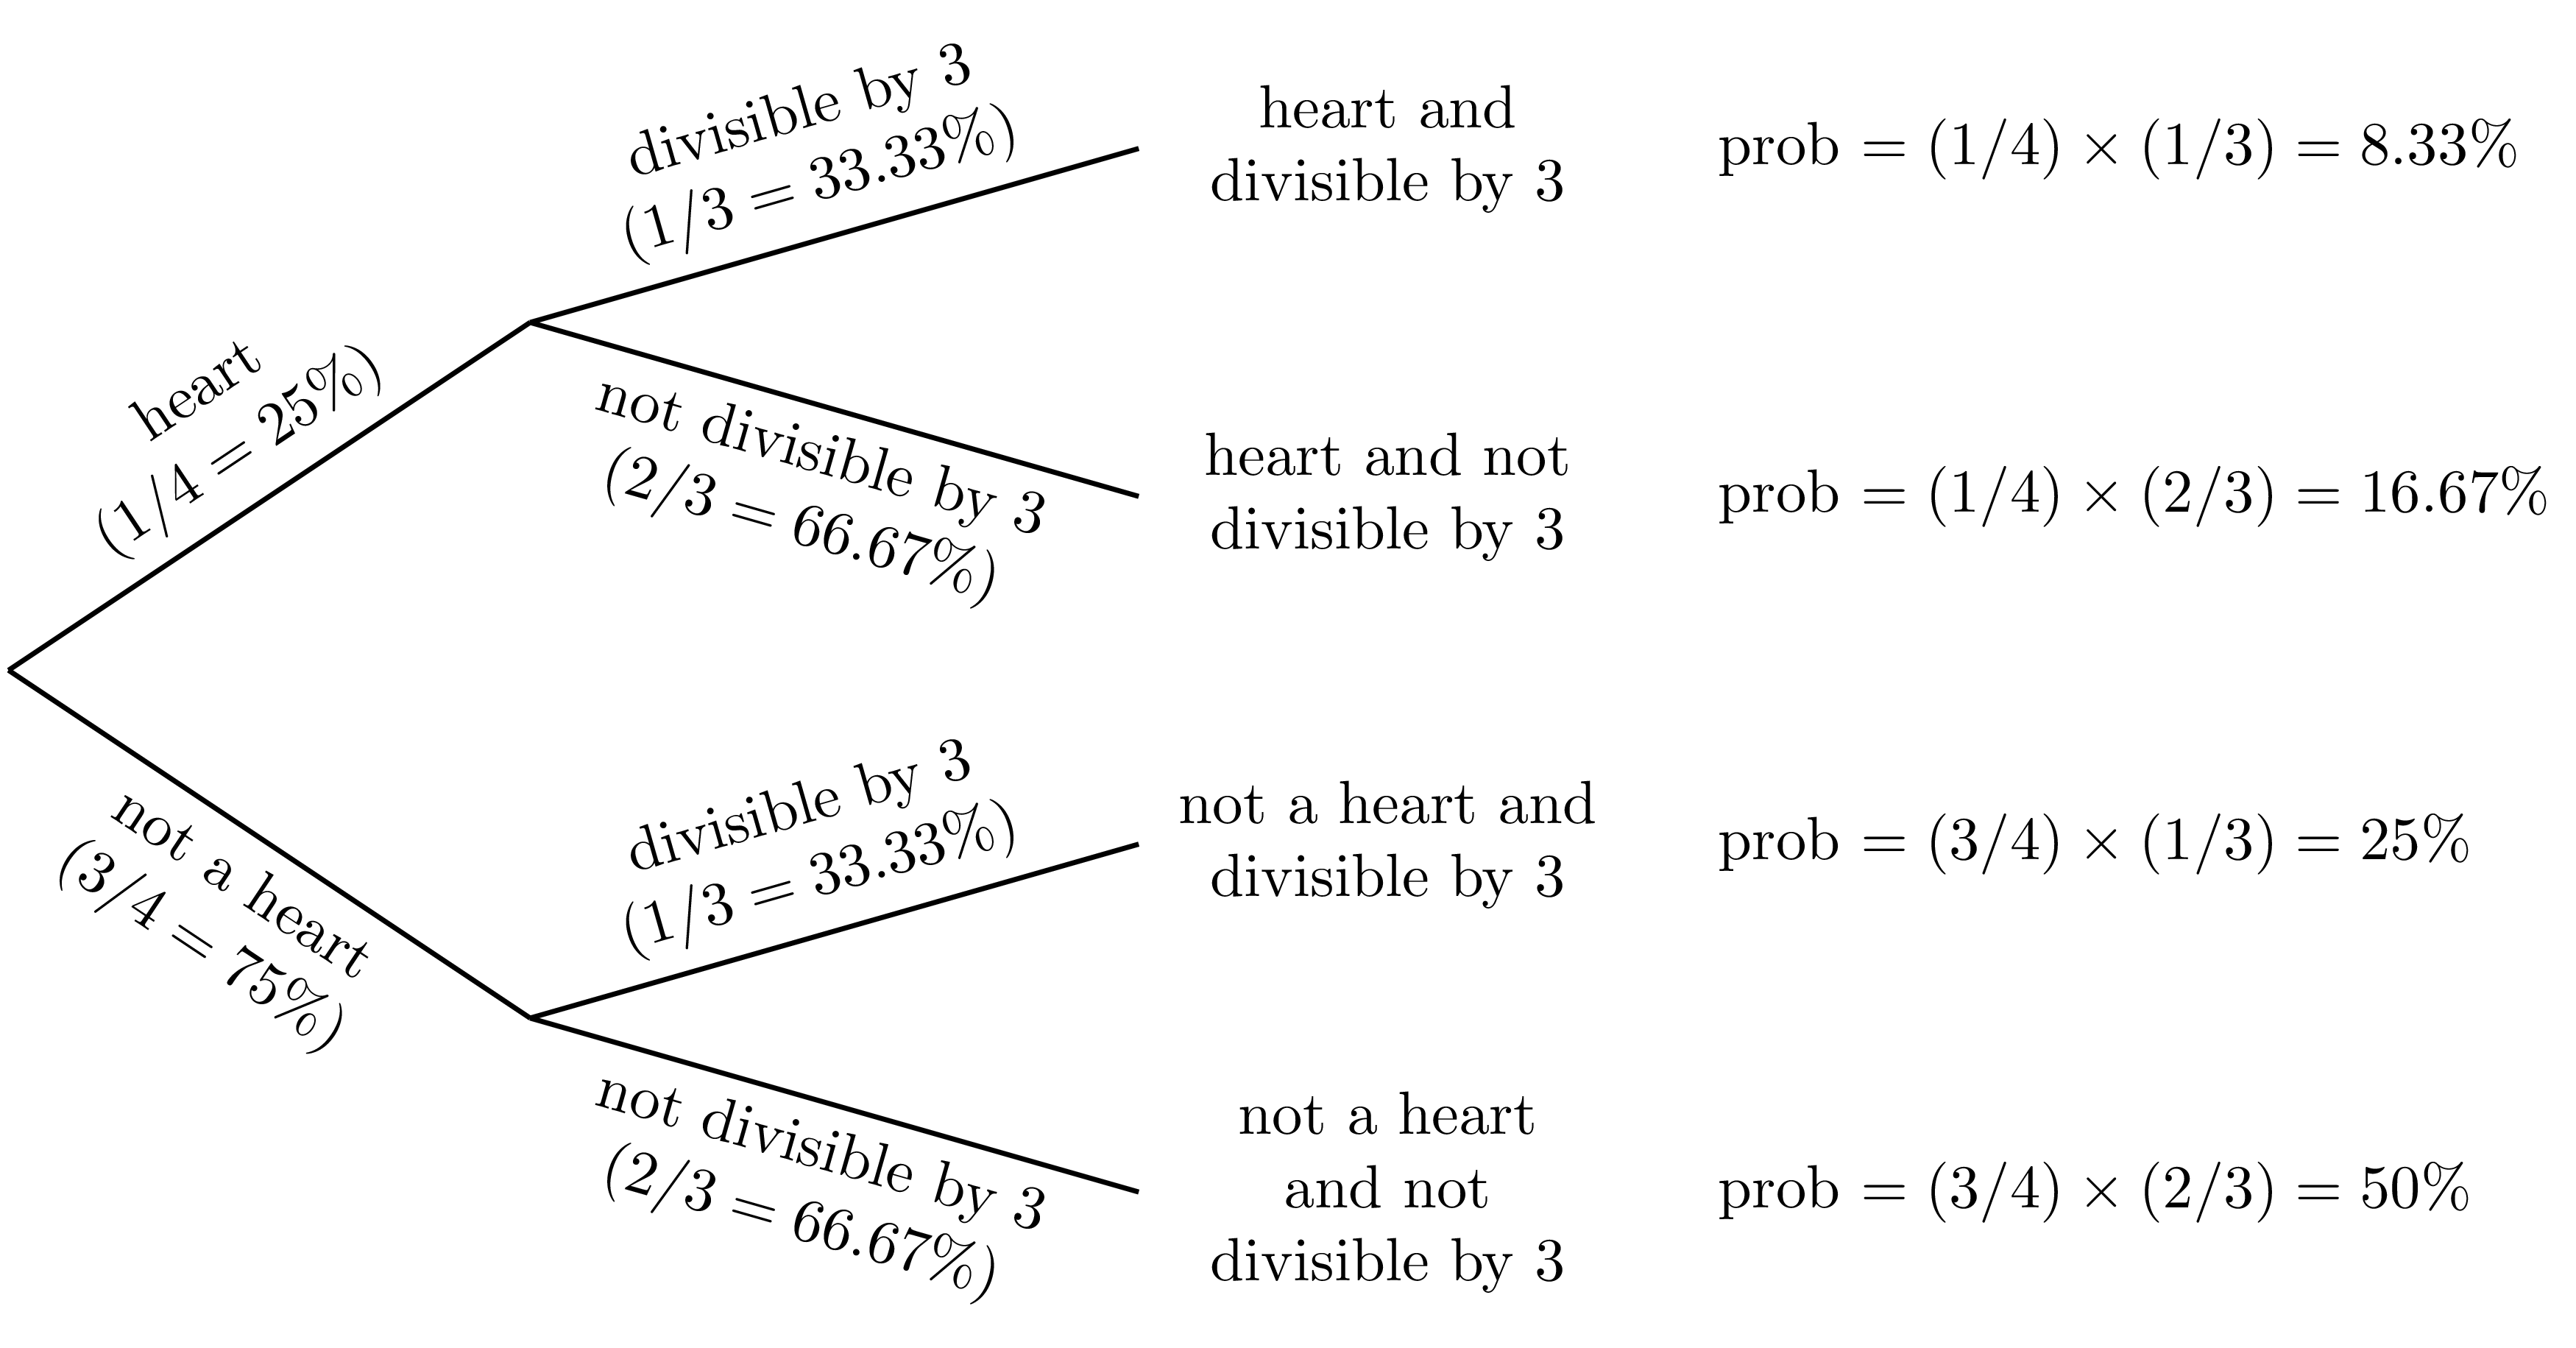 divisible by 3
(1/3 = 33.33%)
heart and
divisible by 3
prob = (1/4) × (1/3) = 8.33%
heart
(1/4 = 25%)
not divisible by 3
(2/3 = 66.67%)
heart and not
divisible by 3
prob = (1/4) × (2/3) = 16.67%
not a heart
(3/4 = 75%)
divisible by 3
(1/3 = 33.33%)
not a heart and
divisible by 3
prob = (3/4) × (1/3) = 25%
not divisible by 3
(2/3 = 66.67%)
not a heart
and not
divisible by 3
prob = (3/4) × (2/3) = 50%